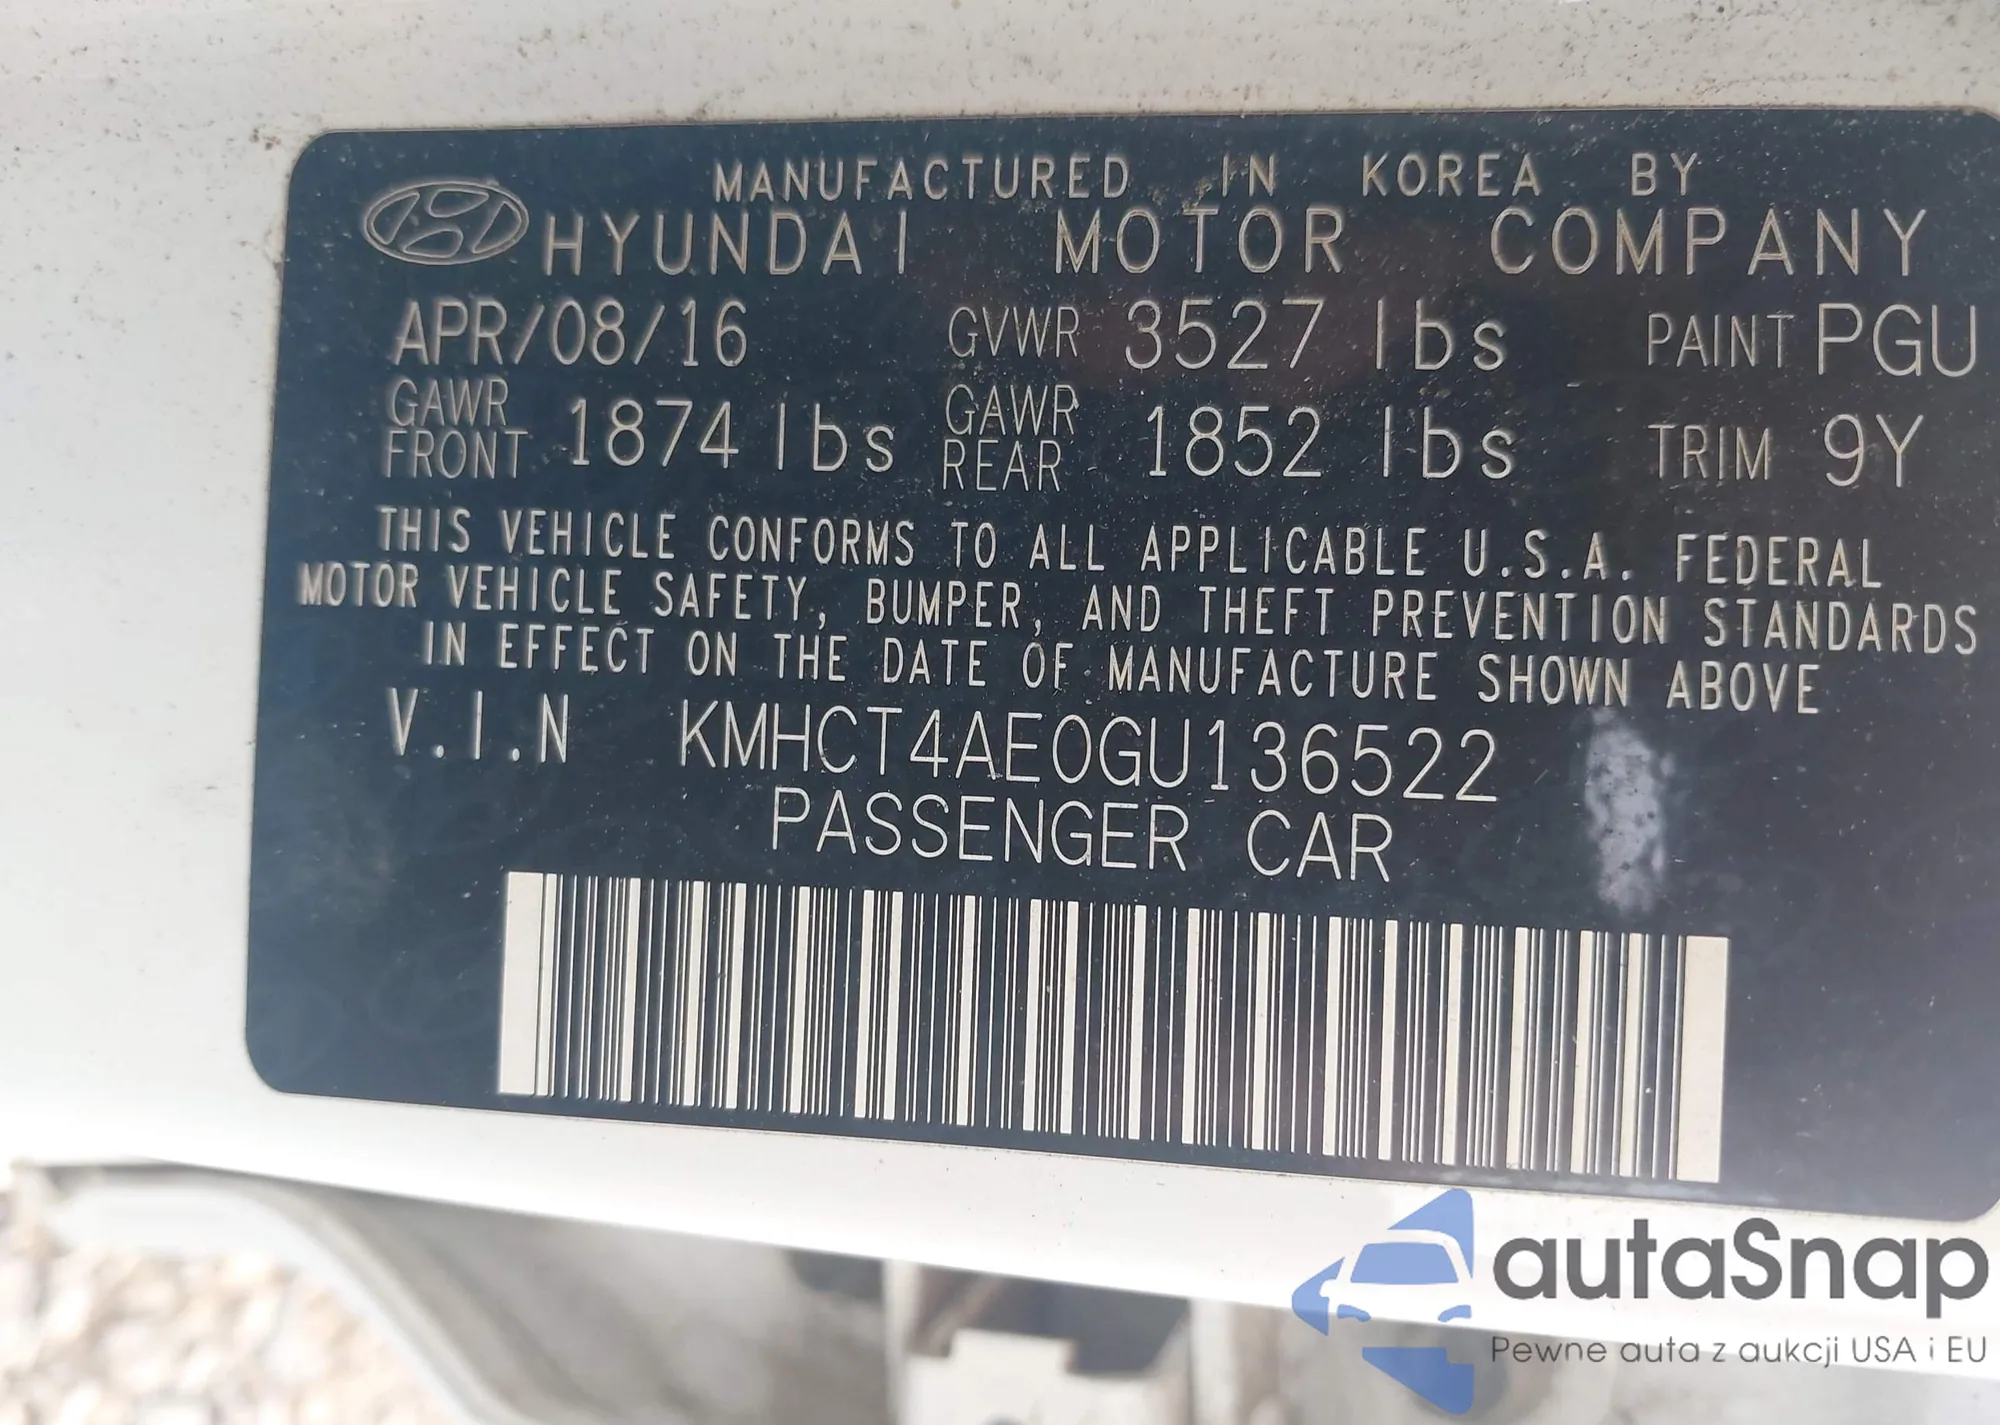 MANUFACTURED IN KOREA BY
HYUNDAI MOTOR COMPANY
APR/08/16 GVWR 3527 lbs PAINT PGU
GAWR FRONT 1874 lbs GAWR REAR 1852 lbs TRIM 9Y
THIS VEHICLE CONFORMS TO ALL APPLICABLE U.S.A. FEDERAL
MOTOR VEHICLE SAFETY, BUMPER, AND THEFT PREVENTION STANDARDS
IN EFFECT ON THE DATE OF MANUFACTURE SHOWN ABOVE
V.I.N KMHCT4AE0GU136522
PASSENGER CAR
autaSnap
Pewne auta z aukcji USA i EU